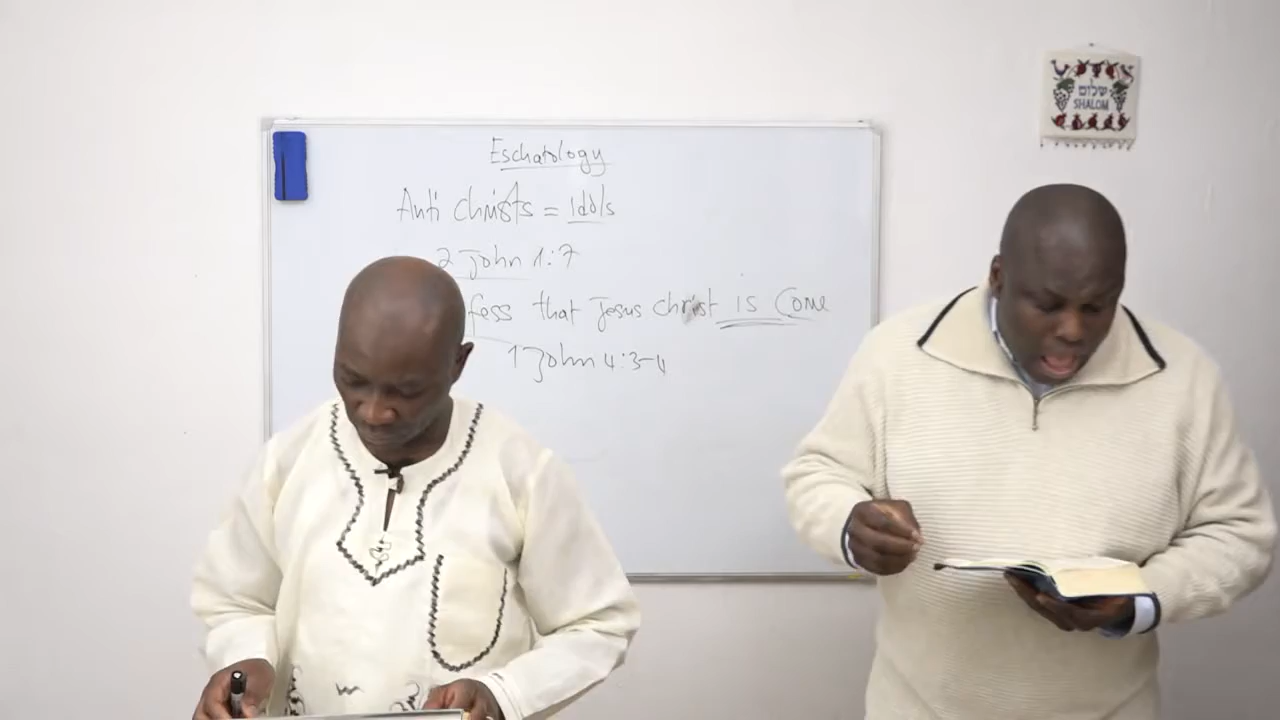 Eschatology
Anti christs = Idols
2 John 1:7
fess that Jesus christ is Come
1 John 4:3-4
שלום
SHALOM